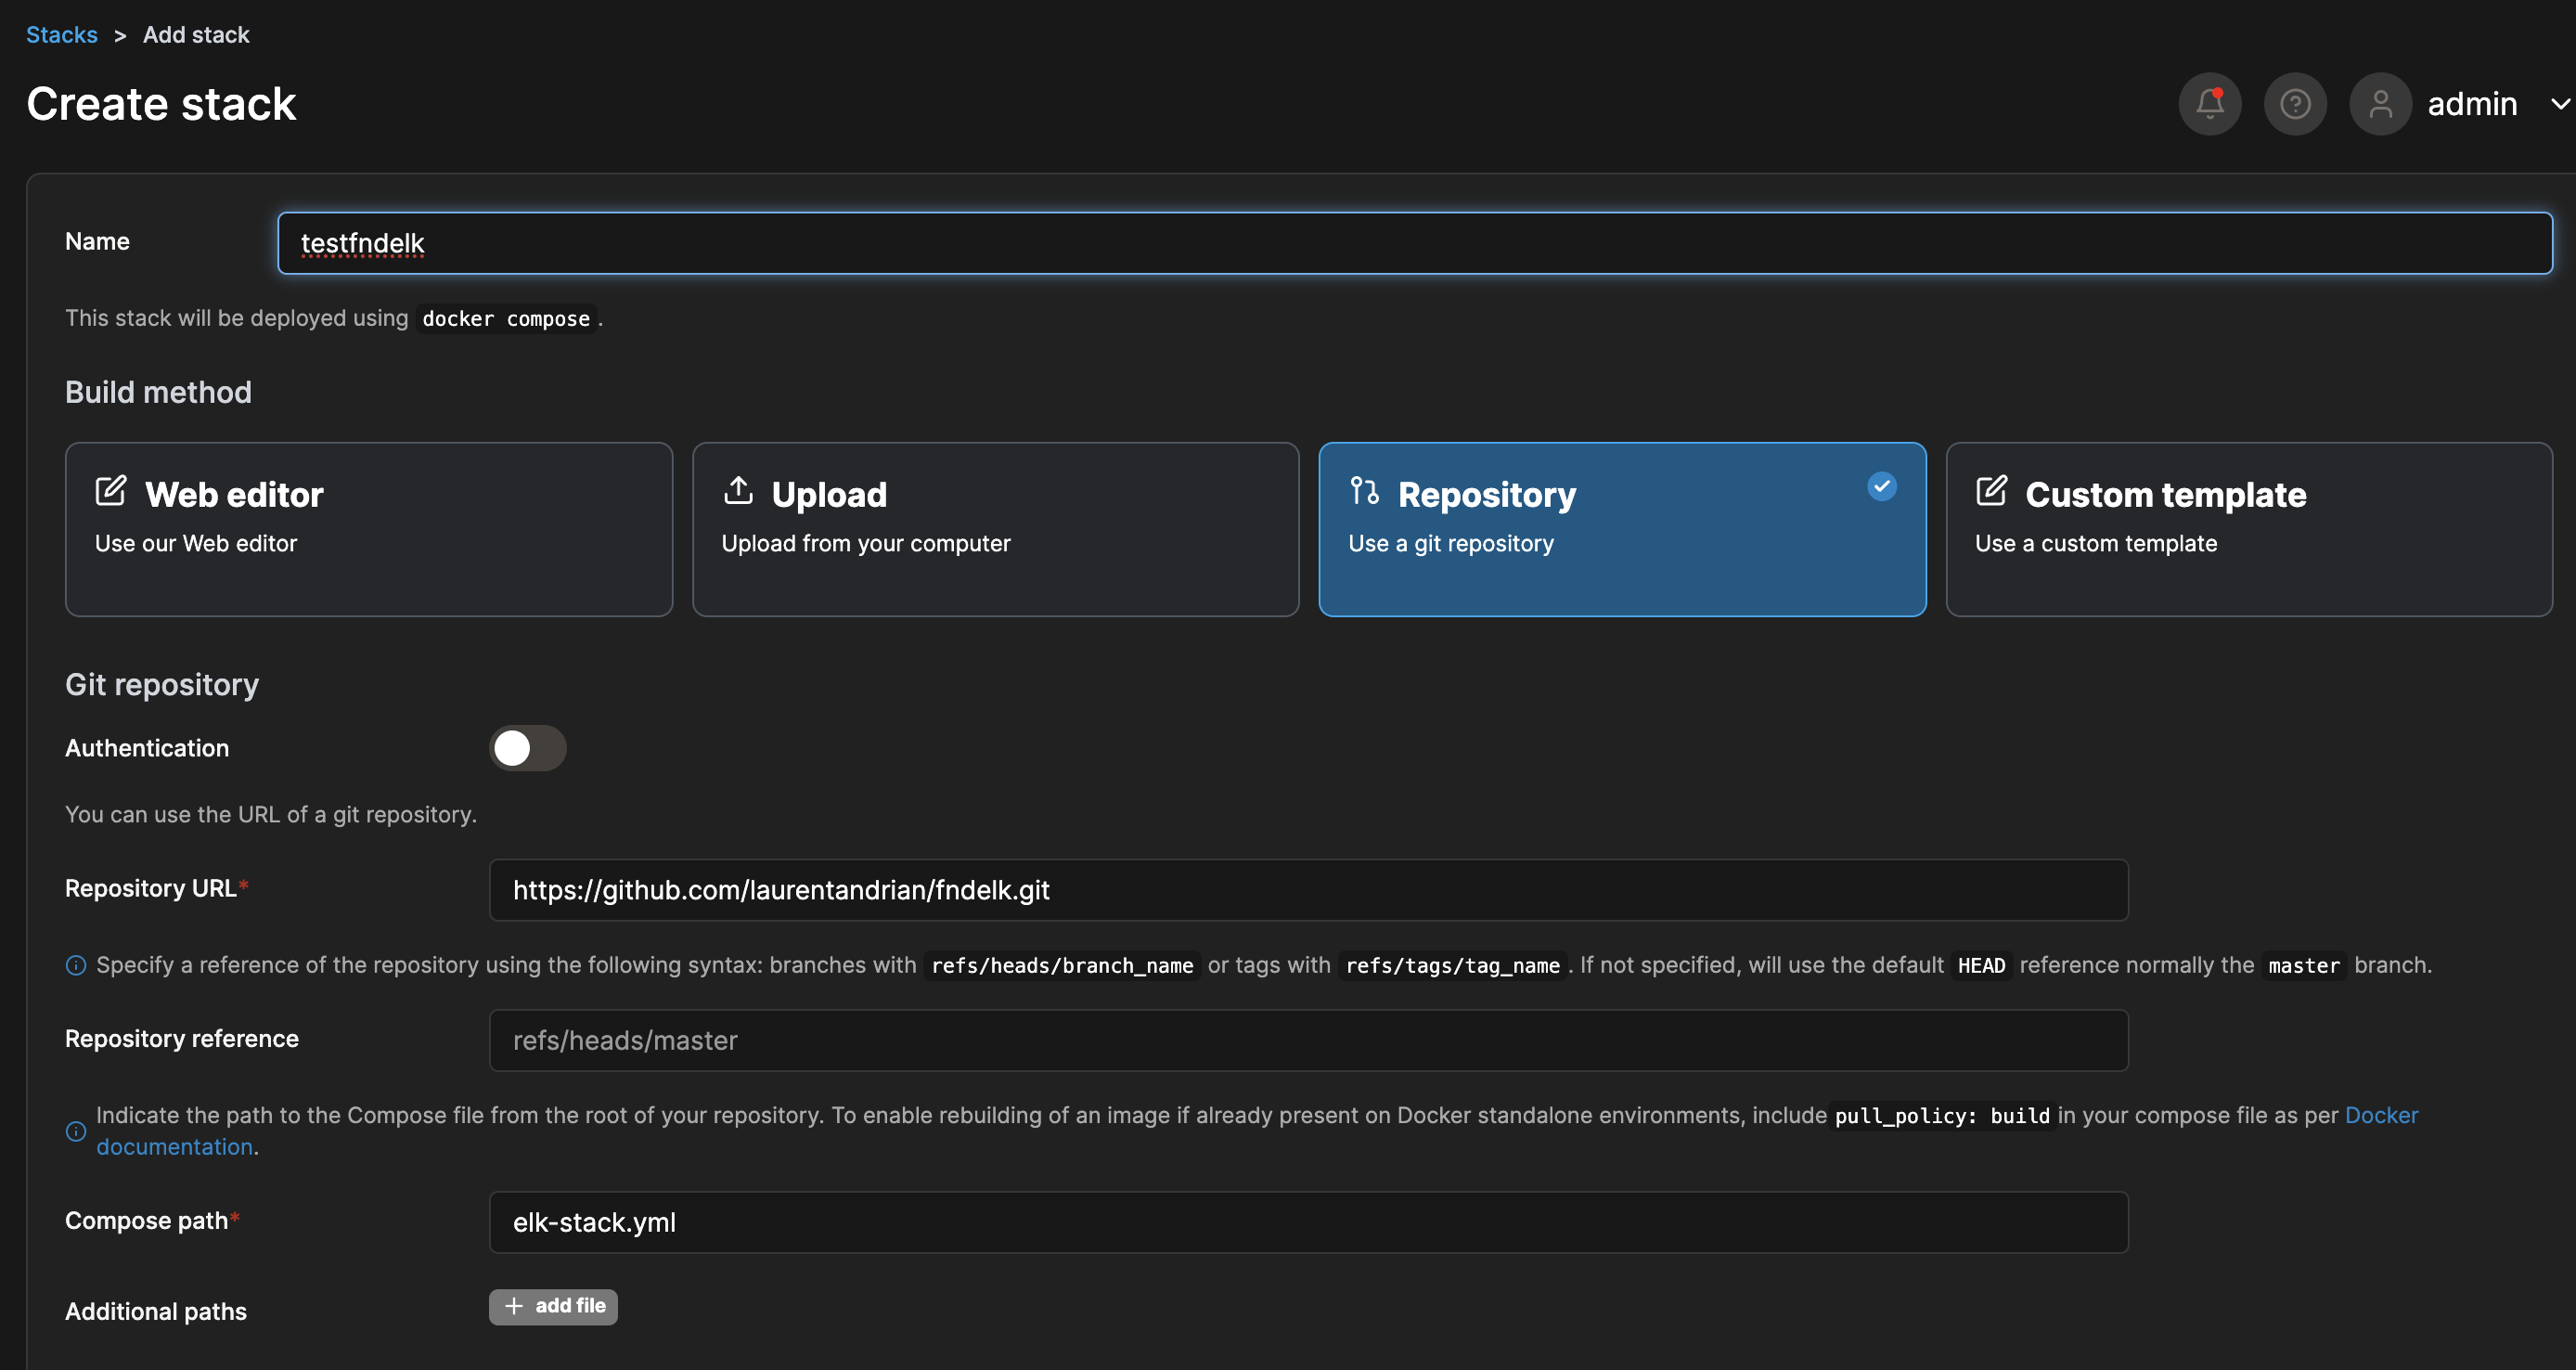 Stacks > Add stack
Create stack
admin
Name
testfndelk
This stack will be deployed using docker compose.
Build method
Web editor
Use our Web editor
Upload
Upload from your computer
Repository
Use a git repository
Custom template
Use a custom template
Git repository
Authentication
You can use the URL of a git repository.
Repository URL*
https://github.com/laurentandrian/fndelk.git
Specify a reference of the repository using the following syntax: branches with refs/heads/branch_name or tags with refs/tags/tag_name. If not specified, will use the default HEAD reference normally the master branch.
Repository reference
refs/heads/master
Indicate the path to the Compose file from the root of your repository. To enable rebuilding of an image if already present on Docker standalone environments, include pull_policy: build in your compose file as per Docker
documentation.
Compose path*
elk-stack.yml
Additional paths
+ add file